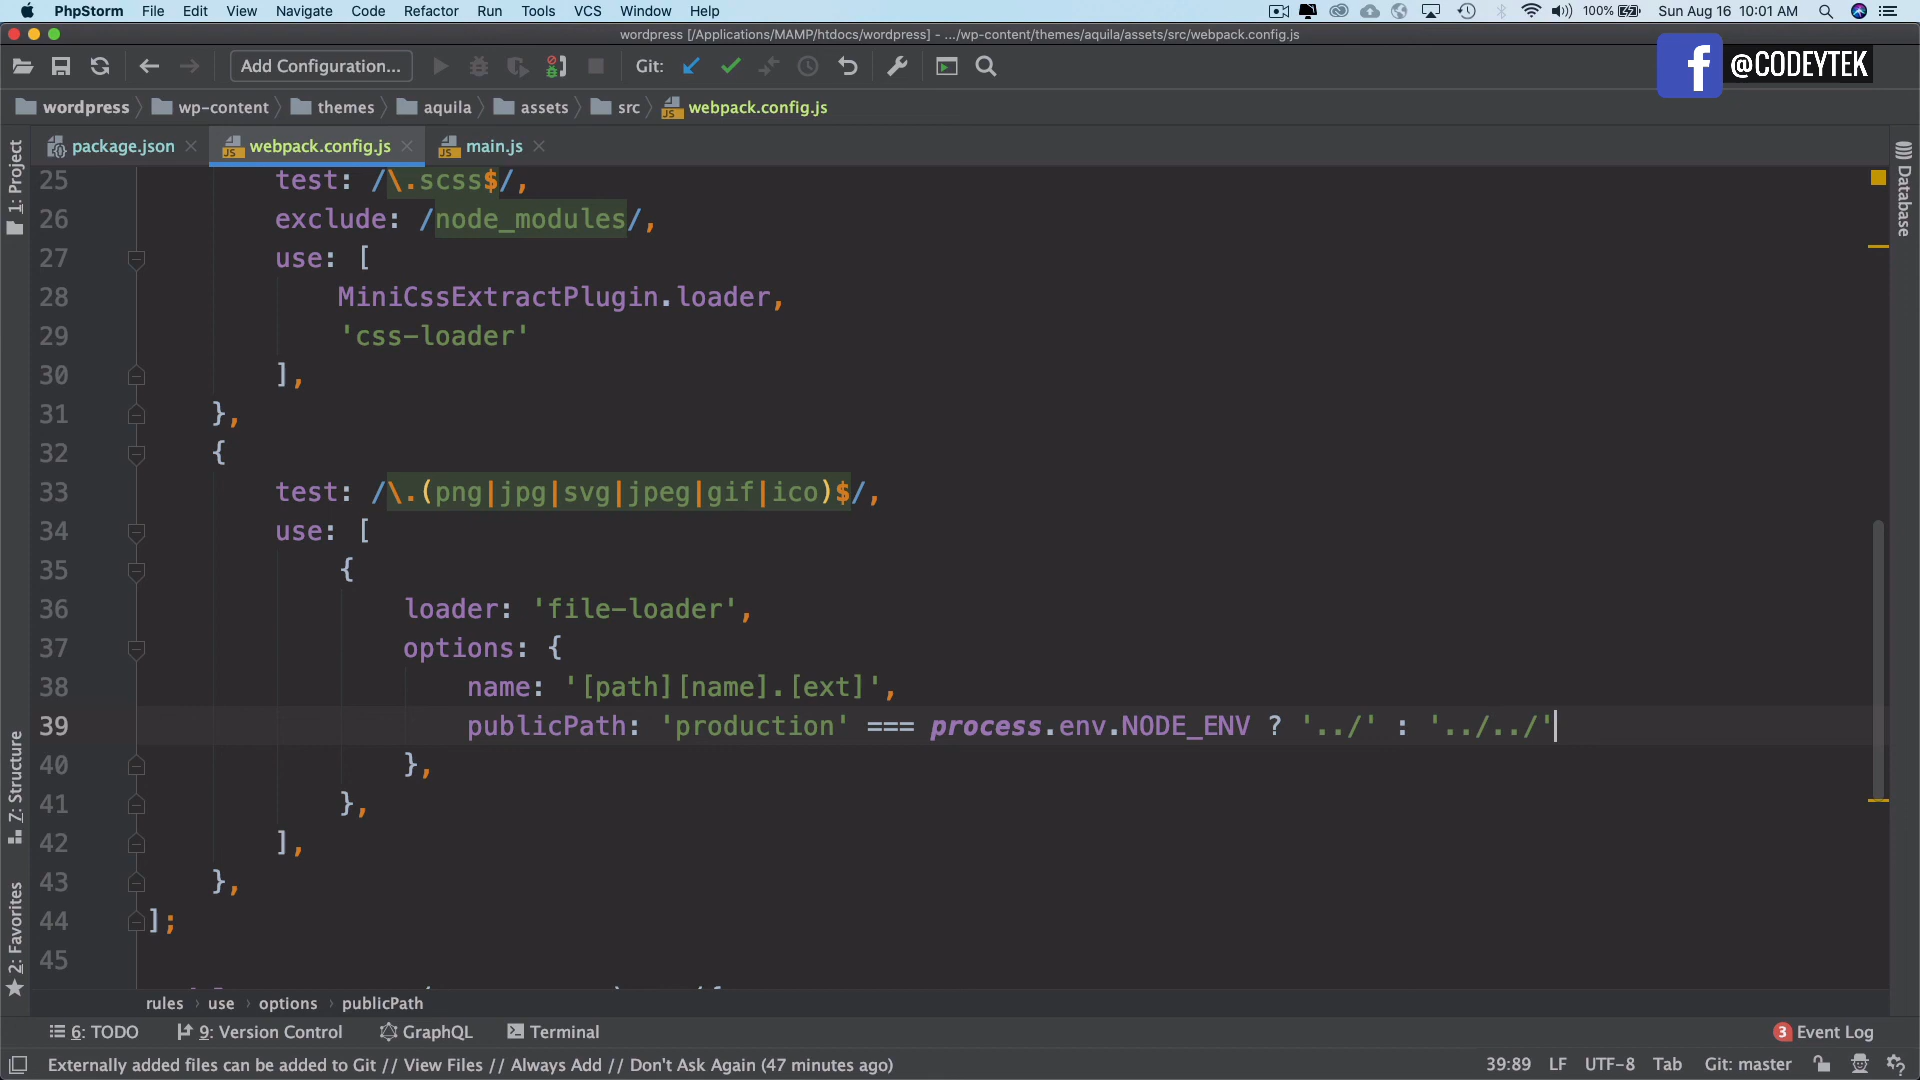 PhpStorm File Edit View Navigate Code Refactor Run Tools VCS Window Help 100% Sun Aug 16 10:01 AM
wordpress [/Applications/MAMP/htdocs/wordpress] - .../wp-content/themes/aquila/assets/src/webpack.config.js
Add Configuration... Git: f @CODEYTEK
wordpress wp-content themes aquila assets src webpack.config.js
package.json webpack.config.js main.js
1: Project
Database
25 test: /\.scss$/,
26 exclude: /node_modules/,
27 use: [
28 MiniCssExtractPlugin.loader,
29 'css-loader'
30 ],
31 },
32 {
33 test: /\.(png|jpg|svg|jpeg|gif|ico)$/,
34 use: [
35 {
36 loader: 'file-loader',
37 options: {
38 name: '[path][name].[ext]',
39 publicPath: 'production' === process.env.NODE_ENV ? '../' : '../../'
40 },
41 },
42 ],
43 },
44 ];
45
Z: Structure
2: Favorites
rules › use › options › publicPath
6: TODO 9: Version Control GraphQL Terminal 3 Event Log
Externally added files can be added to Git // View Files // Always Add // Don't Ask Again (47 minutes ago) 39:89 LF UTF-8 Tab Git: master